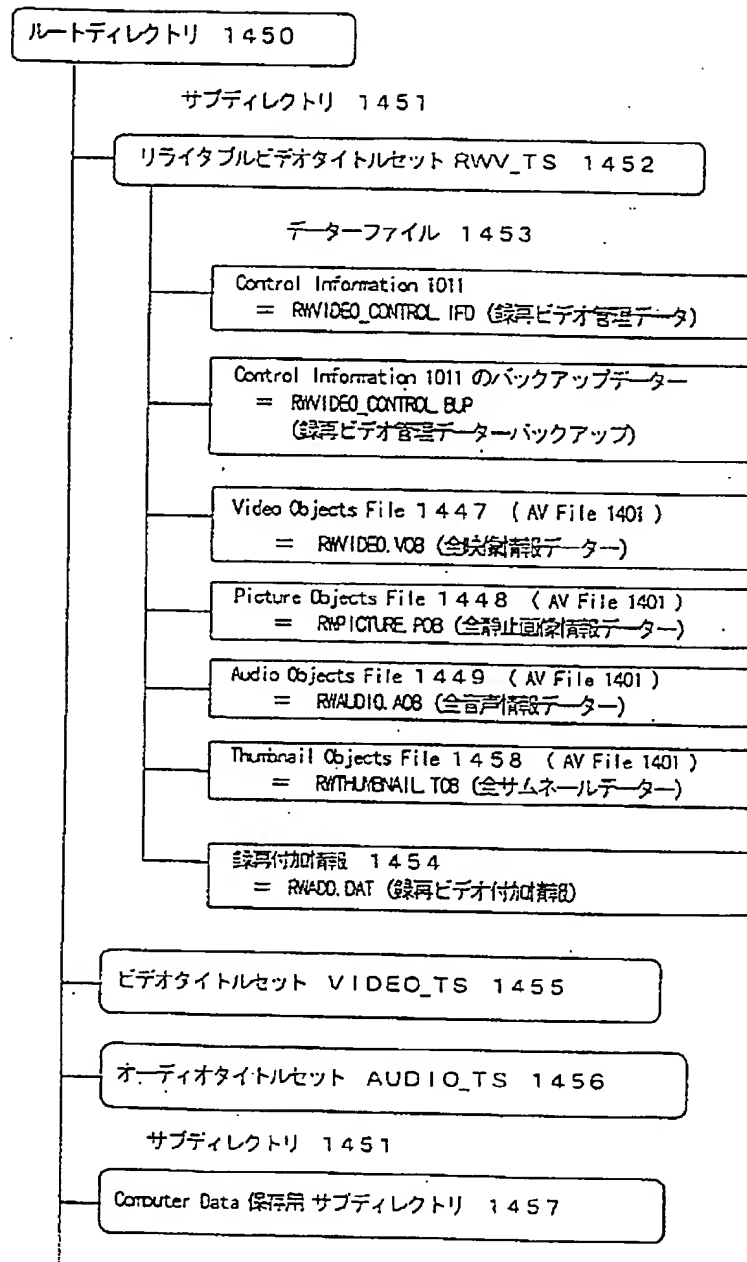 ルートディレクトリ 1450
サブディレクトリ 1451
リライタブルビデオタイトルセット RWV_TS 1452
データーファイル 1453
Control Information 1011
= RWVIDEO_CONTROL.IFO (録再ビデオ管理データ)
Control Information 1011 のバックアップデーター
= RWVIDEO_CONTROL.BUP
(録再ビデオ管理データーバックアップ)
Video Objects File 1447 ( AV File 1401 )
= RWVIDEO.VOB (全映像情報データー)
Picture Objects File 1448 ( AV File 1401 )
= RWPICTURE.POB (全静止画像情報データー)
Audio Objects File 1449 ( AV File 1401 )
= RWAUDIO.AOB (全音声情報データー)
Thumbnail Objects File 1458 ( AV File 1401 )
= RWTHUMBNAIL.TOB (全サムネールデーター)
録再付加情報 1454
= RWADD.DAT (録再ビデオ付加情報)
ビデオタイトルセット VIDEO_TS 1455
オーディオタイトルセット AUDIO_TS 1456
サブディレクトリ 1451
Computer Data 保存用 サブディレクトリ 1457